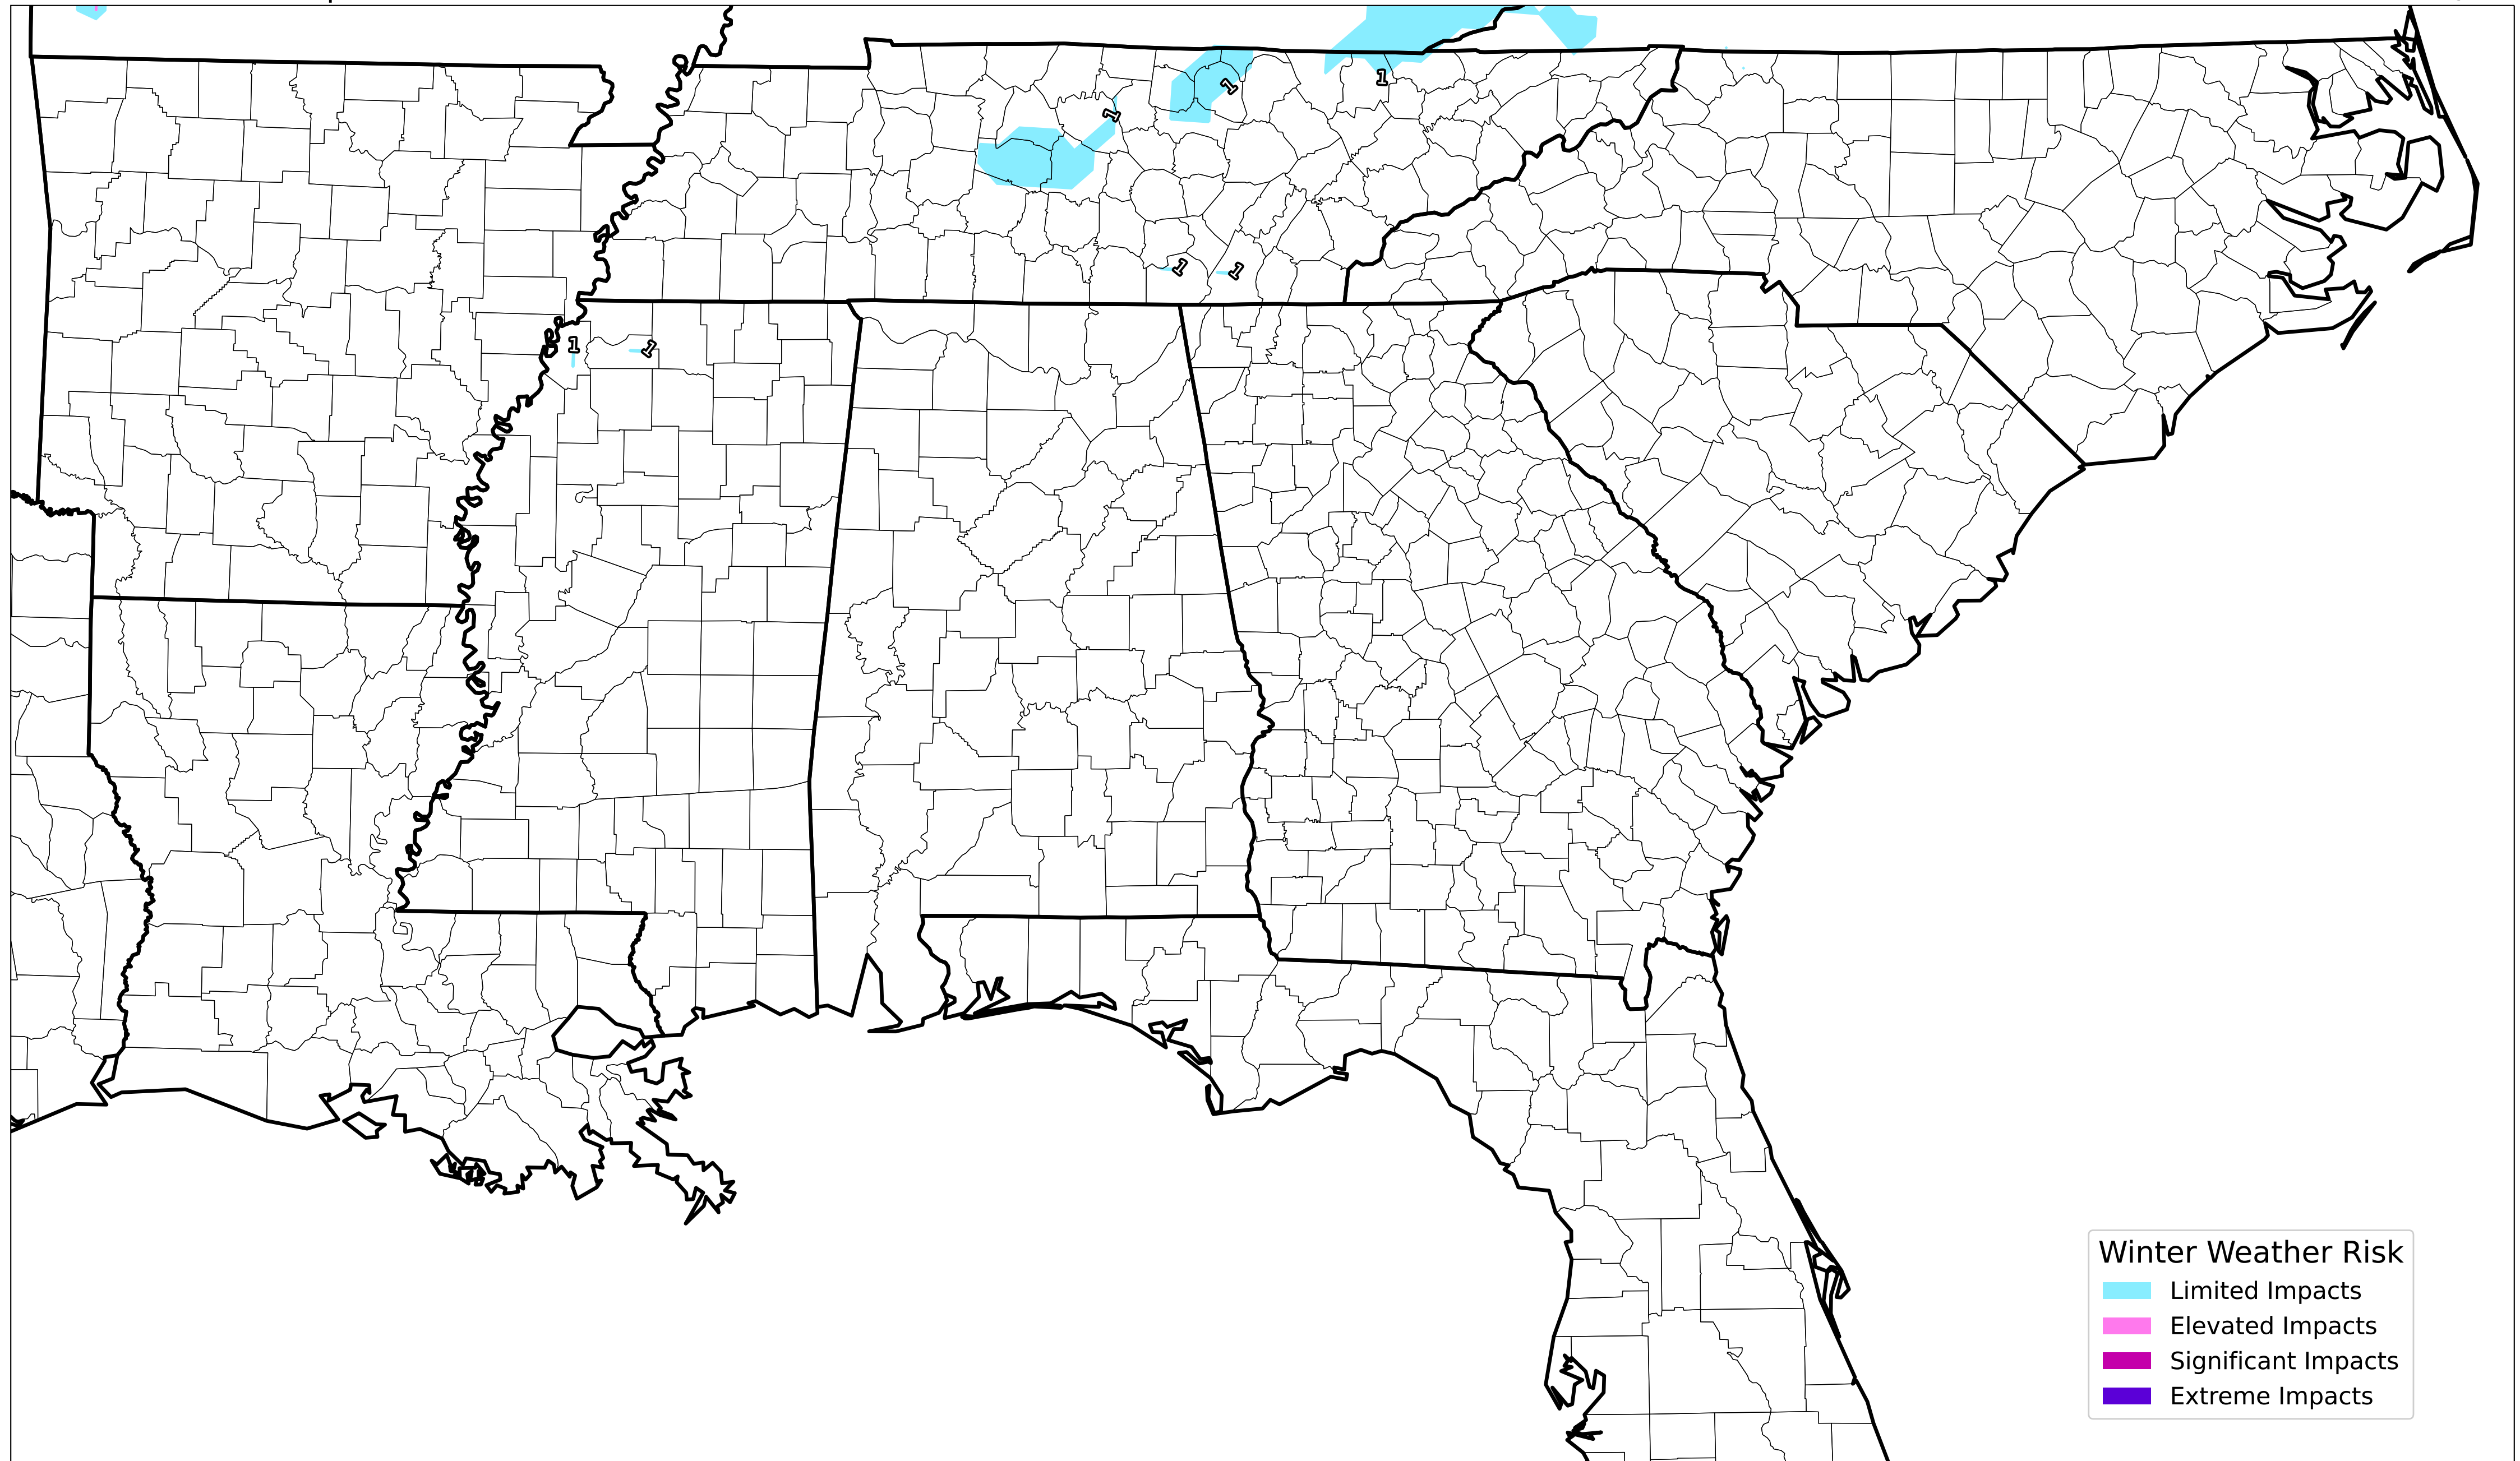 1
1
1
1
1
1
1
Winter Weather Risk
Limited Impacts
Elevated Impacts
Significant Impacts
Extreme Impacts